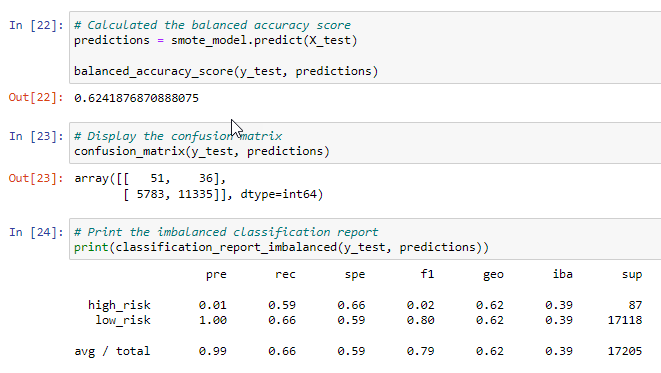 In [22]: # Calculated the balanced accuracy score
predictions = smote_model.predict(X_test)
balanced_accuracy_score(y_test, predictions)
Out[22]: 0.6241876870888075
In [23]: # Display the confusion matrix
confusion_matrix(y_test, predictions)
Out[23]: array([[   51,    36],
       [ 5783, 11335]], dtype=int64)
In [24]: # Print the imbalanced classification report
print(classification_report_imbalanced(y_test, predictions))
pre rec spe f1 geo iba sup
high_risk 0.01 0.59 0.66 0.02 0.62 0.39 87
low_risk 1.00 0.66 0.59 0.80 0.62 0.39 17118
avg / total 0.99 0.66 0.59 0.79 0.62 0.39 17205